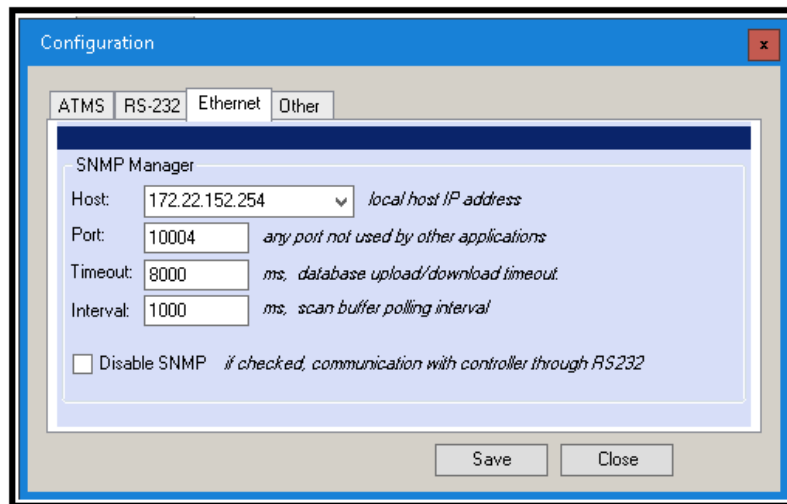 Configuration
x
ATMS RS-232 Ethernet Other
SNMP Manager
Host: 172.22.152.254 local host IP address
Port: 10004 any port not used by other applications
Timeout: 8000 ms, database upload/download timeout.
Interval: 1000 ms, scan buffer polling interval
Disable SNMP if checked, communication with controller through RS232
Save Close